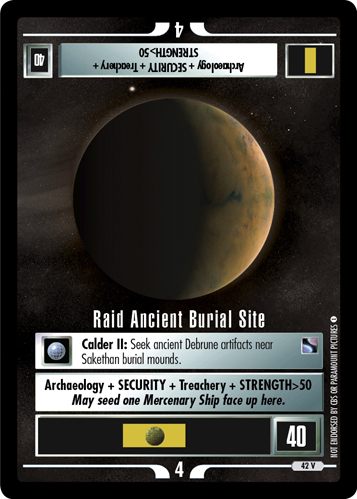 4
40
Archaeology + SECURITY + Treachery +
STRENGTH>50
Raid Ancient Burial Site
Calder II: Seek ancient Debrune artifacts near
Sakethan burial mounds.
Archaeology + SECURITY + Treachery + STRENGTH>50
May seed one Mercenary Ship face up here.
40
NOT ENDORSED BY CBS OR PARAMOUNT PICTURES
4
42 V